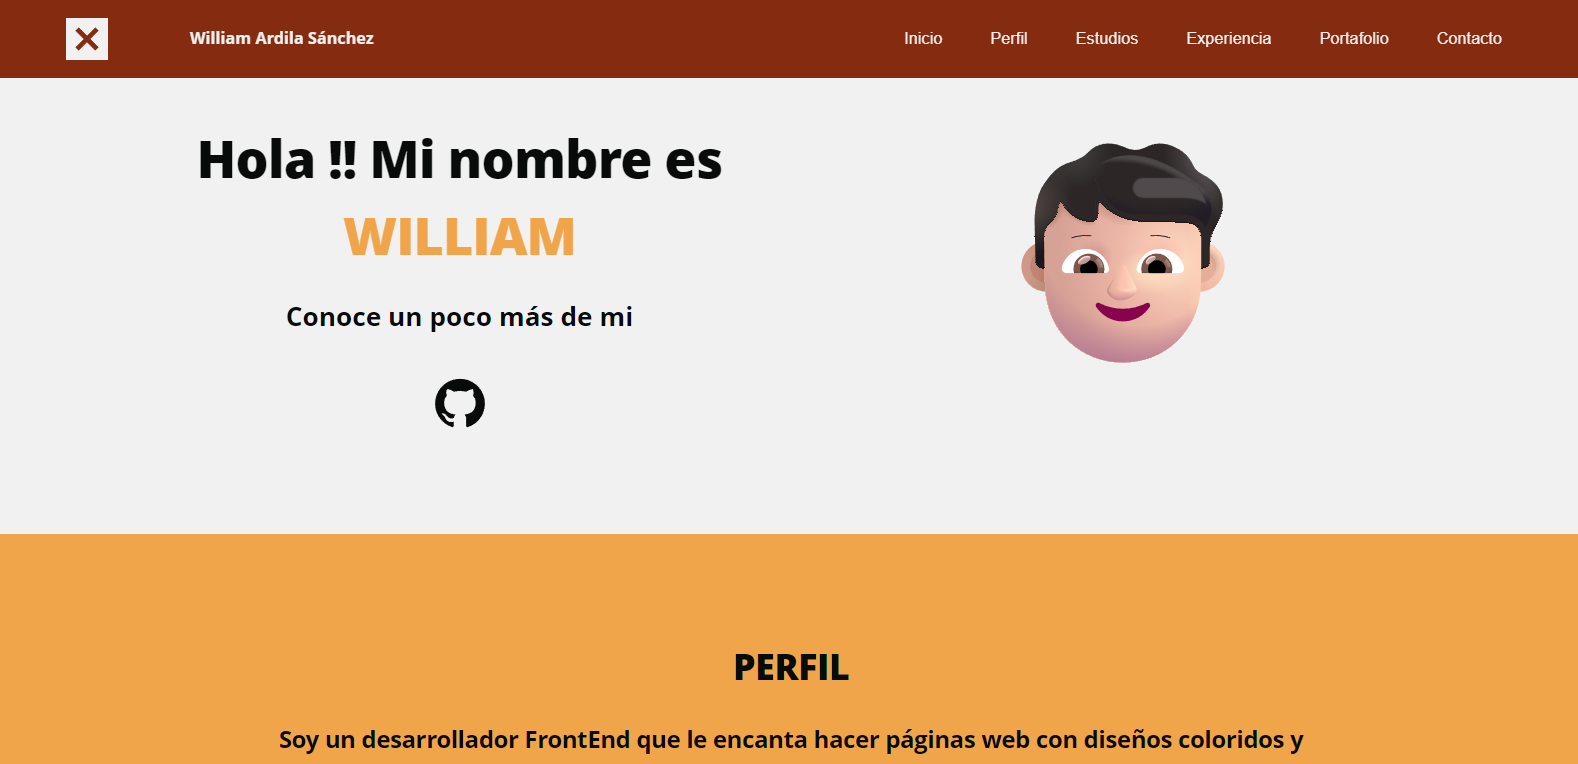 William Ardila Sánchez
Inicio Perfil Estudios Experiencia Portafolio Contacto
Hola !! Mi nombre es
WILLIAM
Conoce un poco más de mi
PERFIL
Soy un desarrollador FrontEnd que le encanta hacer páginas web con diseños coloridos y